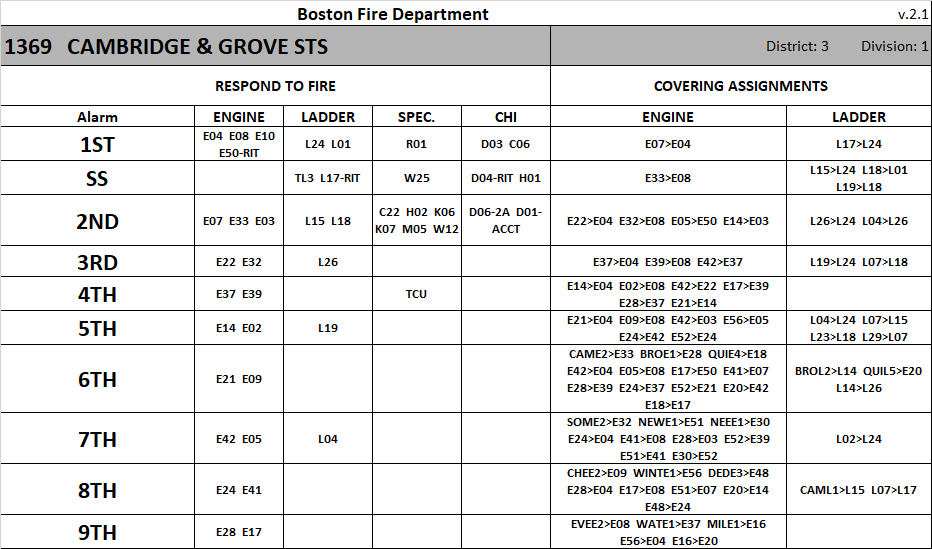 Boston Fire Department v.2.1
1369 CAMBRIDGE & GROVE STS District: 3 Division: 1
RESPOND TO FIRE COVERING ASSIGNMENTS
Alarm ENGINE LADDER SPEC. CHI ENGINE LADDER
1ST E04 E08 E10 L24 L01 R01 D03 C06 E07>E04 L17>L24
E50-RIT
SS TL3 L17-RIT W25 D04-RIT H01 E33>E08 L15>L24 L18>L01
L19>L18
2ND E07 E33 E03 L15 L18 C22 H02 K06 D06-2A D01- E22>E04 E32>E08 E05>E50 E14>E03 L26>L24 L04>L26
K07 M05 W12 ACCT
3RD E22 E32 L26 E37>E04 E39>E08 E42>E37 L19>L24 L07>L18
4TH E37 E39 TCU E14>E04 E02>E08 E42>E22 E17>E39
E28>E37 E21>E14
5TH E14 E02 L19 E21>E04 E09>E08 E42>E03 E56>E05 L04>L24 L07>L15
E24>E42 E52>E24 L23>L18 L29>L07
6TH E21 E09 CAME2>E33 BROE1>E28 QUIE4>E18 BROL2>L14 QUIL5>E20
E42>E04 E05>E08 E17>E50 E41>E07 L14>L26
E28>E39 E24>E37 E52>E21 E20>E42
E18>E17
7TH E42 E05 L04 SOME2>E32 NEWE1>E51 NEEE1>E30 L02>L24
E24>E04 E41>E08 E28>E03 E52>E39
E51>E41 E30>E52
8TH E24 E41 CHEE2>E09 WINTE1>E56 DEDE3>E48 CAML1>L15 L07>L17
E28>E04 E17>E08 E51>E07 E20>E14
E48>E24
9TH E28 E17 EVEE2>E08 WATE1>E37 MILE1>E16
E56>E04 E16>E20